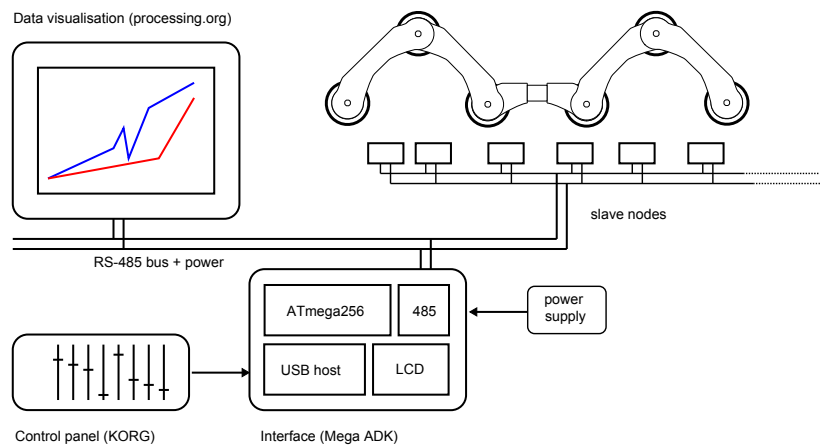 Data visualisation (processing.org)
slave nodes
RS-485 bus + power
ATmega256
485
power
supply
USB host
LCD
Control panel (KORG)
Interface (Mega ADK)